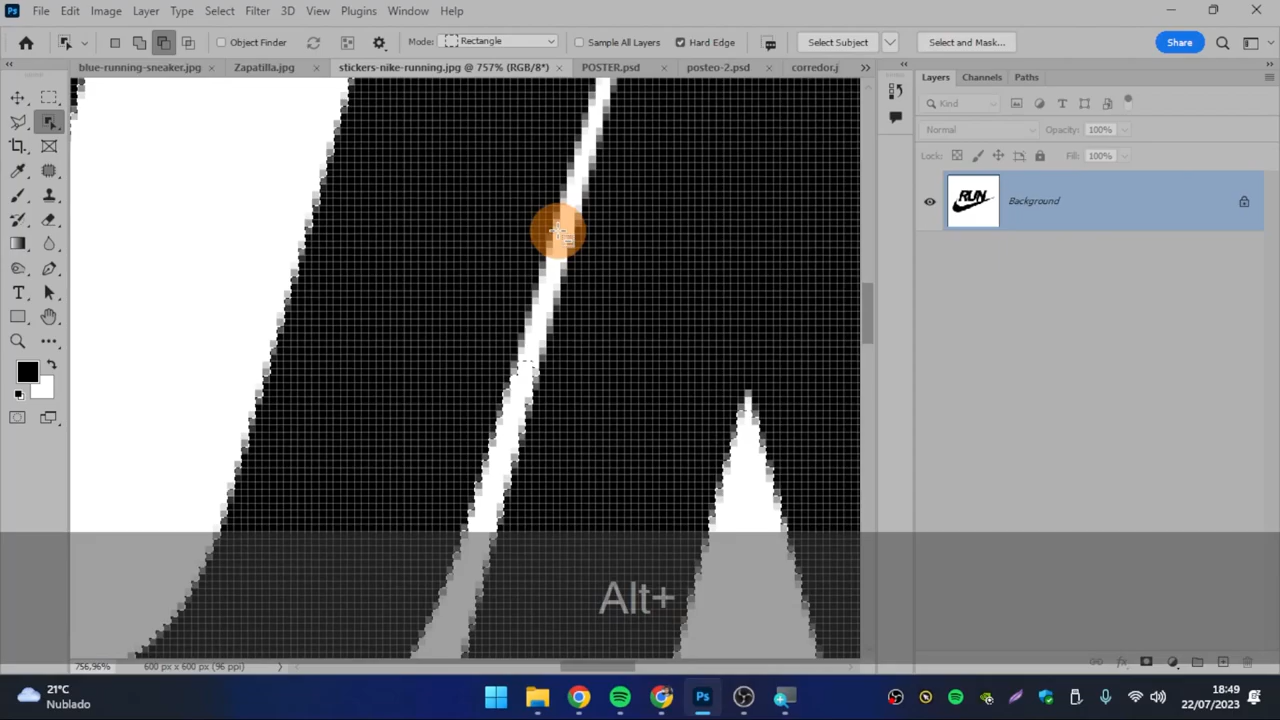 Ps File Edit Image Layer Type Select Filter 3D View Plugins Window Help
Object Finder Mode: Rectangle Sample All Layers Hard Edge Select Subject Select and Mask... Share
blue-running-sneaker.jpg × Zapatilla.jpg × stickers-nike-running.jpg @ 757% (RGB/8*) × POSTER.psd × posteo-2.psd × corredor.j
Layers Channels Paths
Kind
Normal Opacity: 100%
Lock: Fill: 100%
RUN Background
Alt+
756,96% 600 px x 600 px (96 ppi)
21°C
Nublado
Ps
18:49
22/07/2023